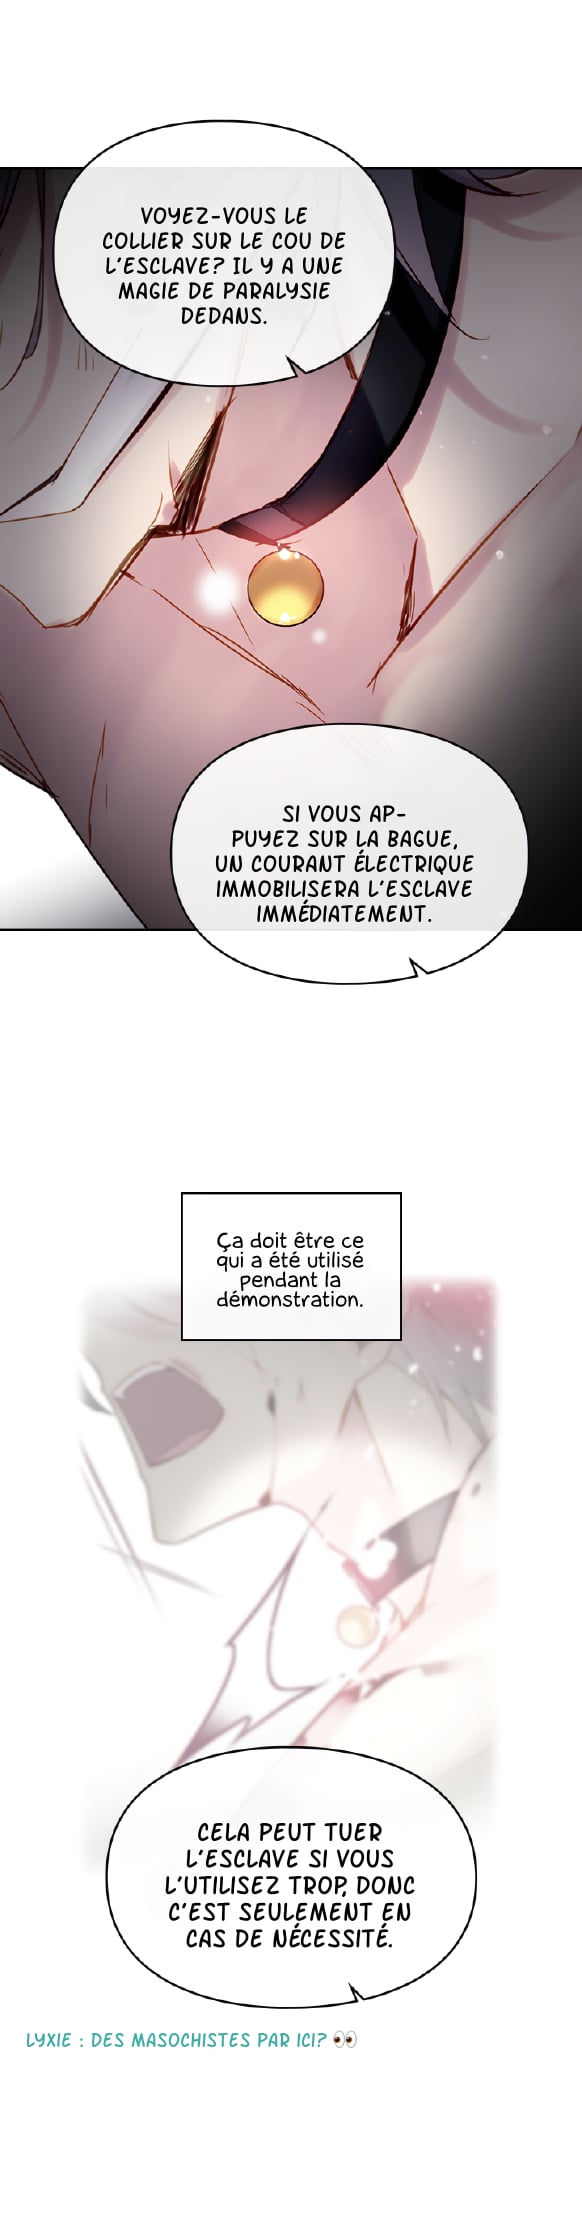 VOYEZ-VOUS LE
COLLIER SUR LE COU DE
L'ESCLAVE? IL Y A UNE
MAGIE DE PARALYSIE
DEDANS.
SI VOUS AP-
PUYEZ SUR LA BAGUE,
UN COURANT ÉLECTRIQUE
IMMOBILISERA L'ESCLAVE
IMMÉDIATEMENT.
Ça doit être ce
qui a été utilisé
pendant la
démonstration.
CELA PEUT TUER
L'ESCLAVE SI VOUS
L'UTILISEZ TROP, DONC
C'EST SEULEMENT EN
CAS DE NÉCESSITÉ.
LYXIE : DES MASOCHISTES PAR ICI? 👀